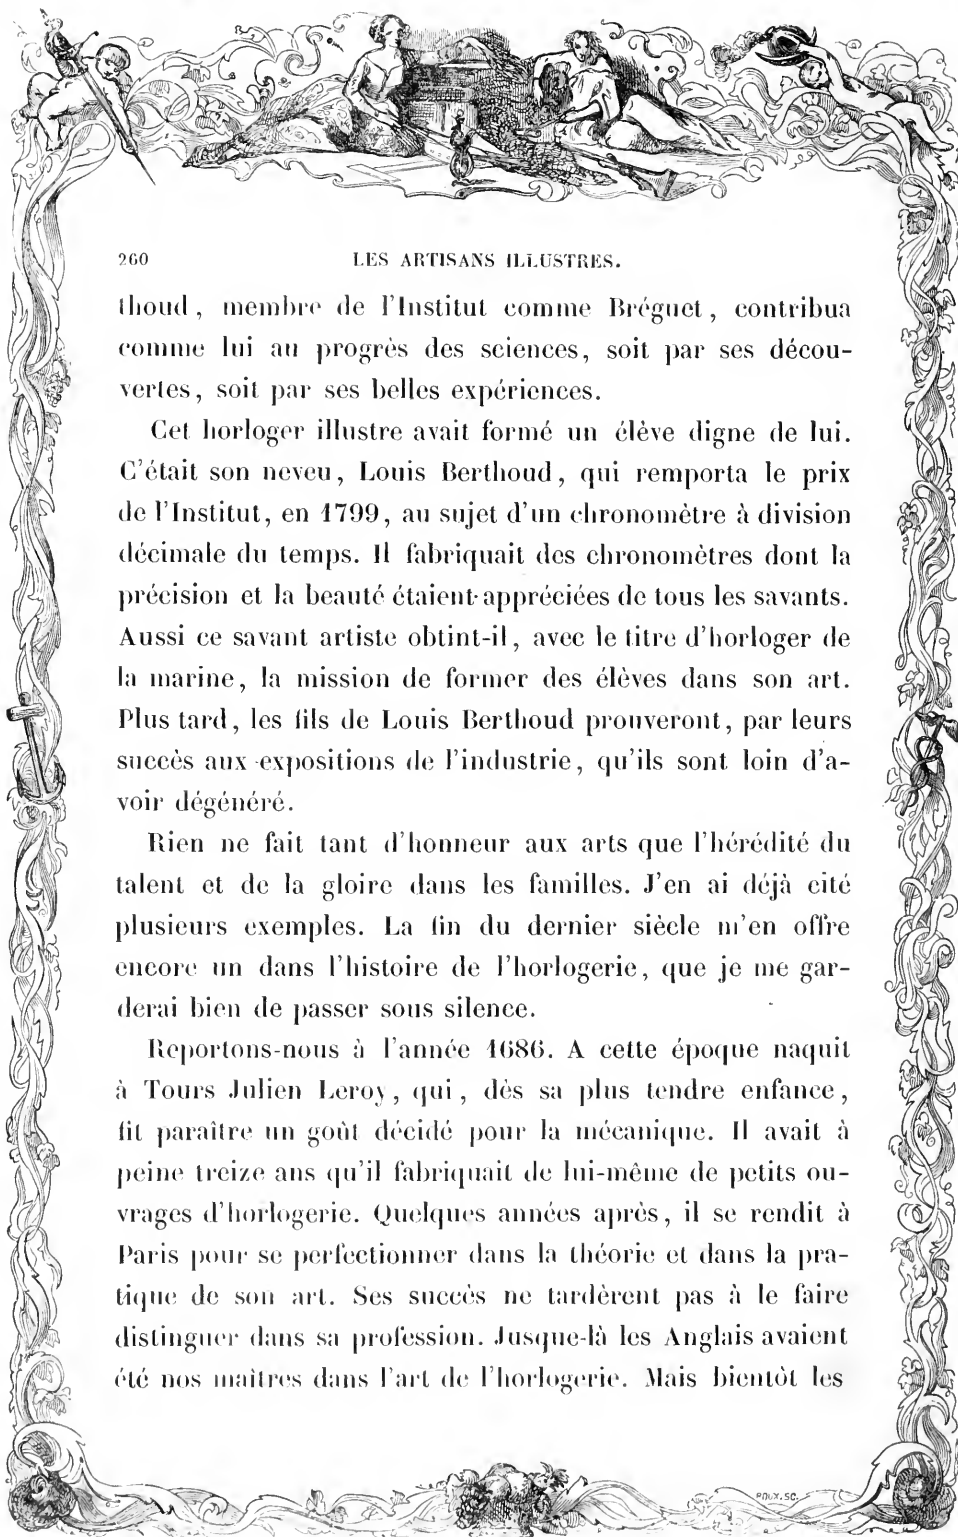 260 LES ARTISANS ILLUSTRES.
thoud, membre de l'Institut comme Bréguet, contribua
comme lui au progrès des sciences, soit par ses décou-
vertes, soit par ses belles expériences.
Cet horloger illustre avait formé un élève digne de lui.
C'était son neveu, Louis Berthoud, qui remporta le prix
de l'Institut, en 1799, au sujet d'un chronomètre à division
décimale du temps. Il fabriquait des chronomètres dont la
précision et la beauté étaient appréciées de tous les savants.
Aussi ce savant artiste obtint-il, avec le titre d'horloger de
la marine, la mission de former des élèves dans son art.
Plus tard, les fils de Louis Berthoud prouveront, par leurs
succès aux expositions de l'industrie, qu'ils sont loin d'a-
voir dégénéré.
Rien ne fait tant d'honneur aux arts que l'hérédité du
talent et de la gloire dans les familles. J'en ai déjà cité
plusieurs exemples. La fin du dernier siècle m'en offre
encore un dans l'histoire de l'horlogerie, que je me gar-
derai bien de passer sous silence.
Reportons-nous à l'année 1686. A cette époque naquit
à Tours Julien Leroy, qui, dès sa plus tendre enfance,
fit paraître un goût décidé pour la mécanique. Il avait à
peine treize ans qu'il fabriquait de lui-même de petits ou-
vrages d'horlogerie. Quelques années après, il se rendit à
Paris pour se perfectionner dans la théorie et dans la pra-
tique de son art. Ses succès ne tardèrent pas à le faire
distinguer dans sa profession. Jusque-là les Anglais avaient
été nos maîtres dans l'art de l'horlogerie. Mais bientôt les
POUX. SC.